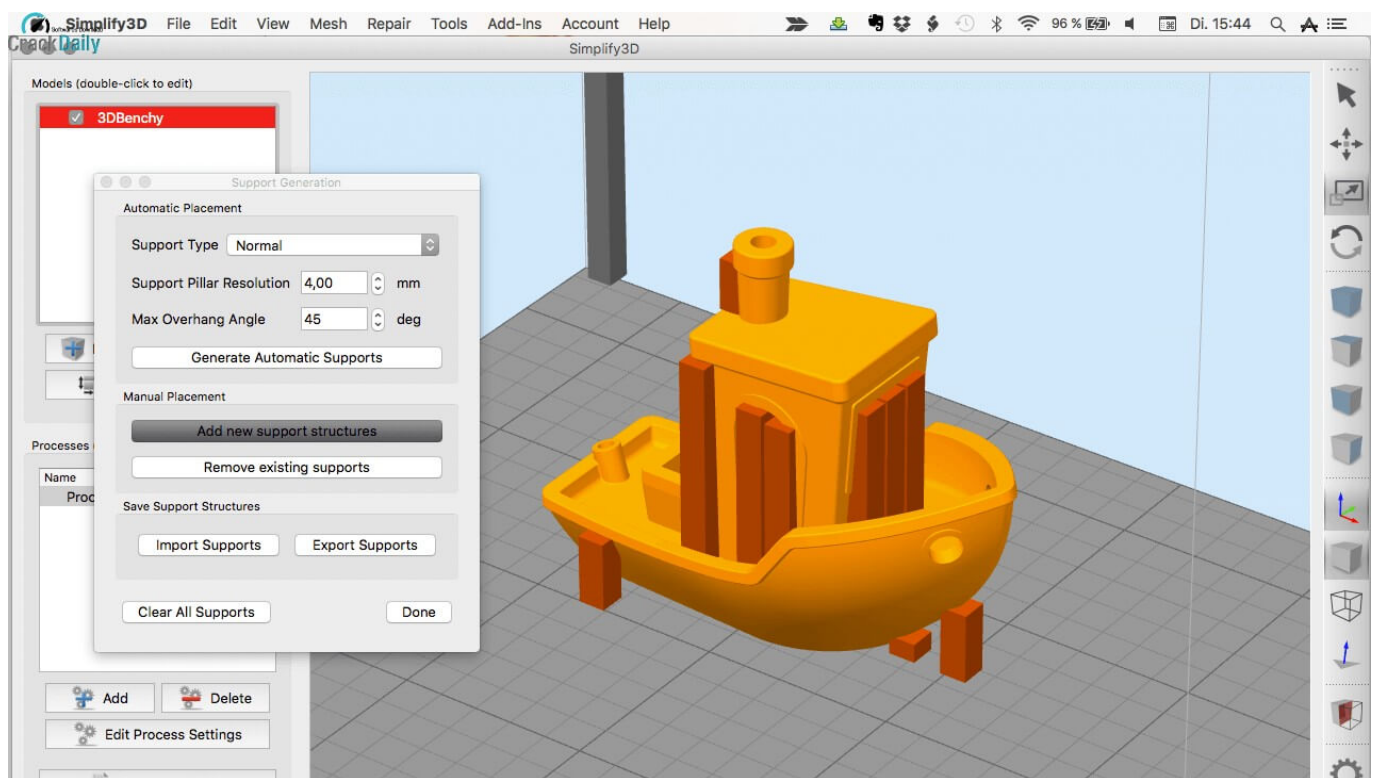 Simplify3D File Edit View Mesh Repair Tools Add-Ins Account Help 96 % Di. 15:44
CrackDaily
Simplify3D
Models (double-click to edit)
3DBenchy
Support Generation
Automatic Placement
Support Type Normal
Support Pillar Resolution 4,00 mm
Max Overhang Angle 45 deg
Generate Automatic Supports
Manual Placement
Add new support structures
Processes
Remove existing supports
Name
Proc
Save Support Structures
Import Supports Export Supports
Clear All Supports Done
Add Delete
Edit Process Settings